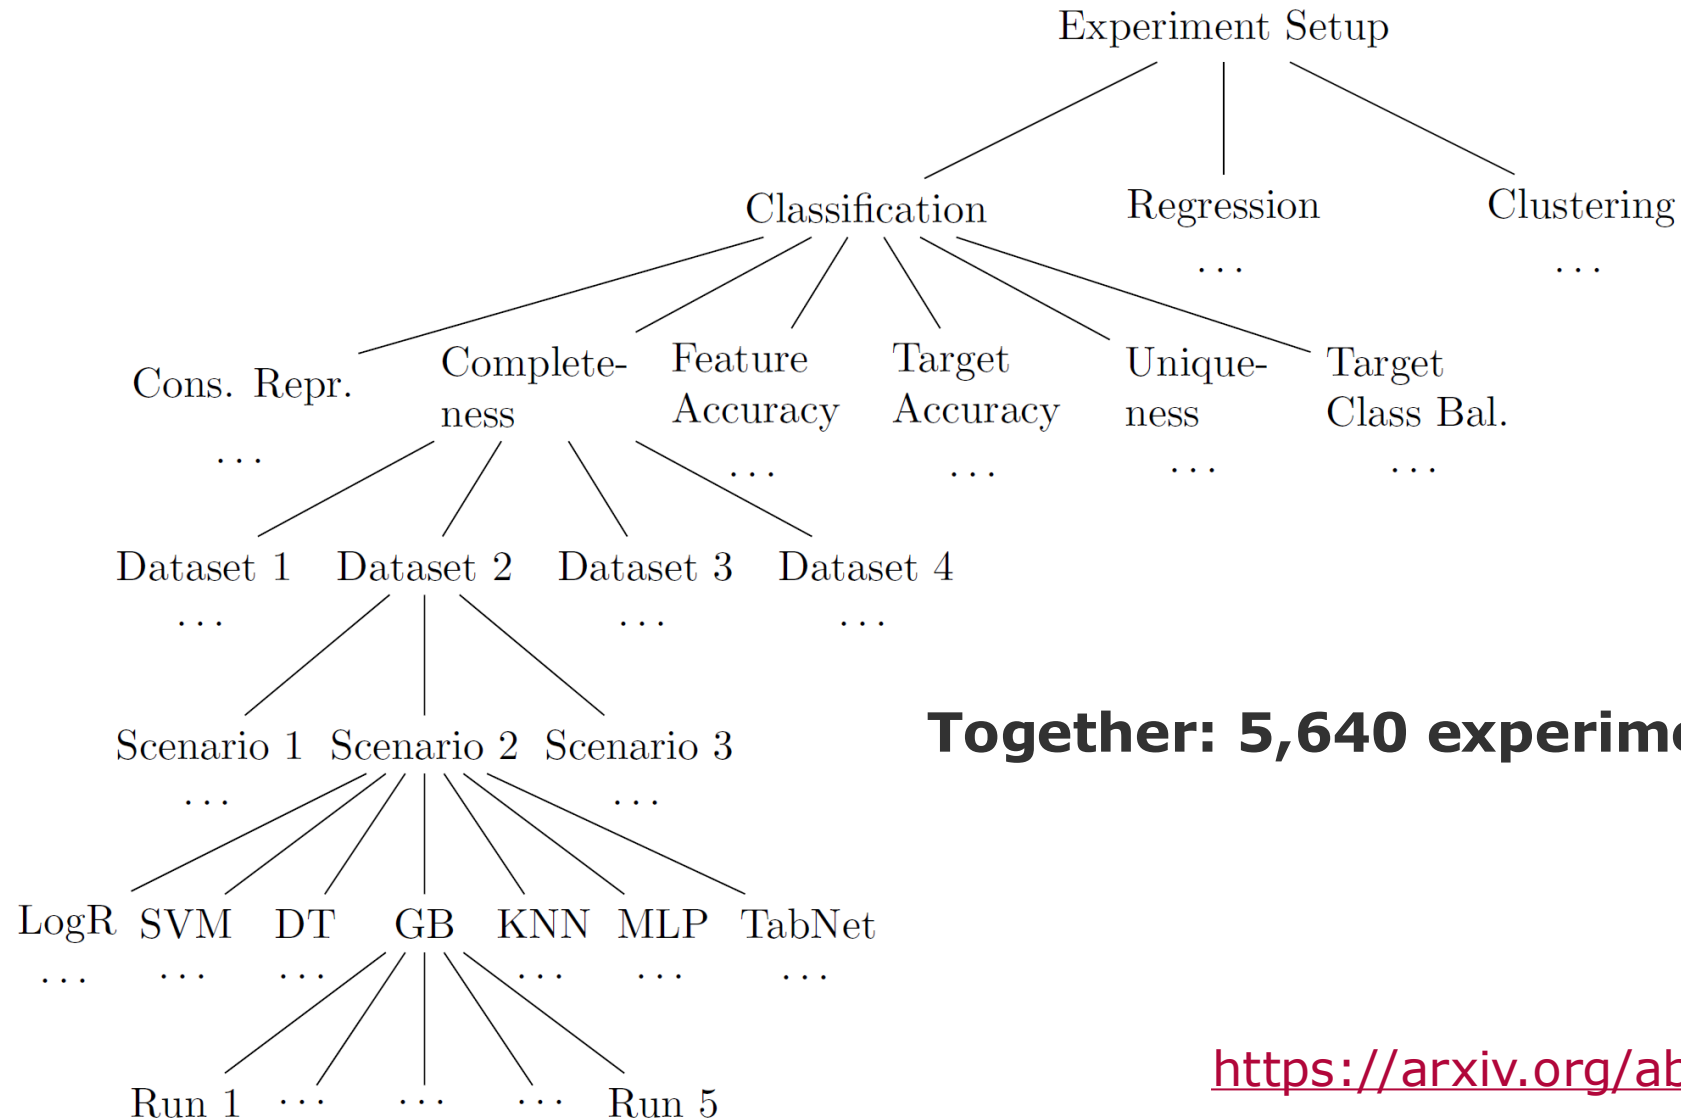 Experiment Setup
Classification
Regression
Clustering
...
...
Cons. Repr.
Complete-
ness
Feature
Accuracy
Target
Accuracy
Unique-
ness
Target
Class Bal.
...
...
...
...
...
Dataset 1
Dataset 2
Dataset 3
Dataset 4
...
...
...
Scenario 1
Scenario 2
Scenario 3
...
...
Together: 5,640 experim
LogR
SVM
DT
GB
KNN
MLP
TabNet
...
...
...
...
...
...
Run 1
...
...
...
Run 5
https://arxiv.org/ab